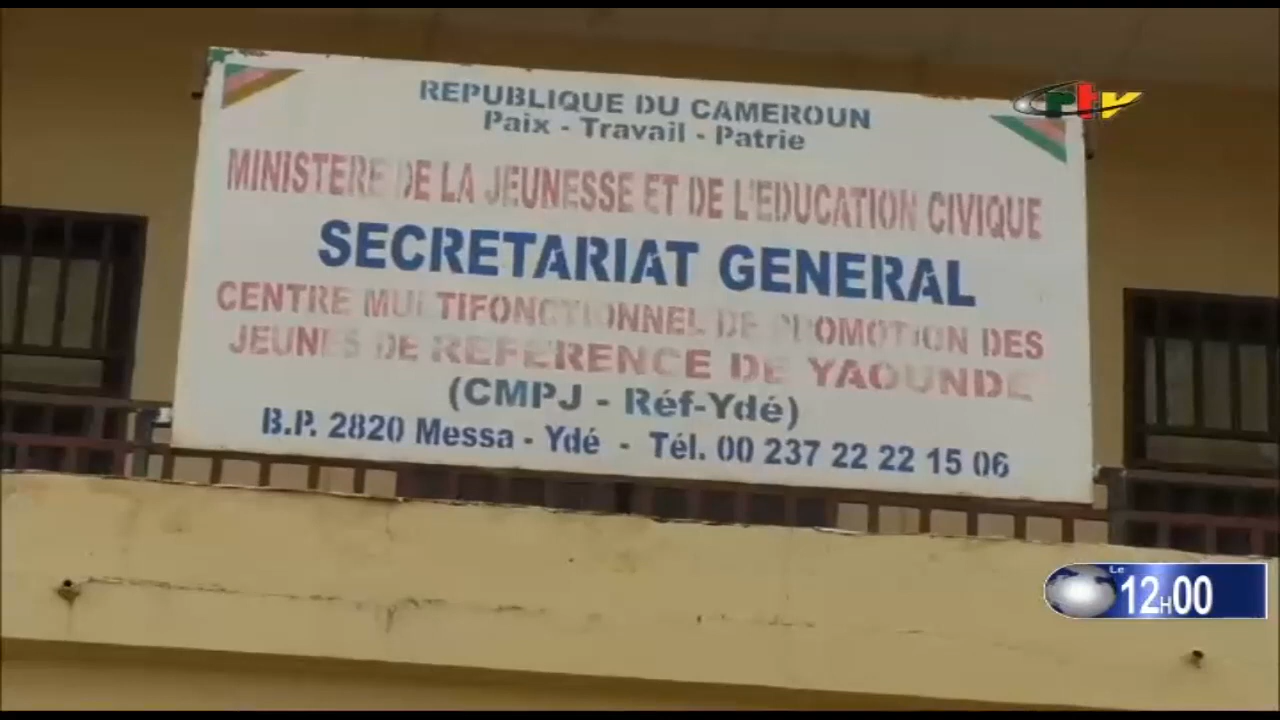 REPUBLIQUE DU CAMEROUN
Paix - Travail - Patrie
MINISTERE DE LA JEUNESSE ET DE L'EDUCATION CIVIQUE
SECRETARIAT GENERAL
CENTRE MULTIFONCTIONNEL DE PROMOTION DES
JEUNES DE REFERENCE DE YAOUNDE
(CMPJ - Réf-Ydé)
B.P. 2820 Messa - Ydé - Tél. 00 237 22 22 15 06
crtv
Le 12H00